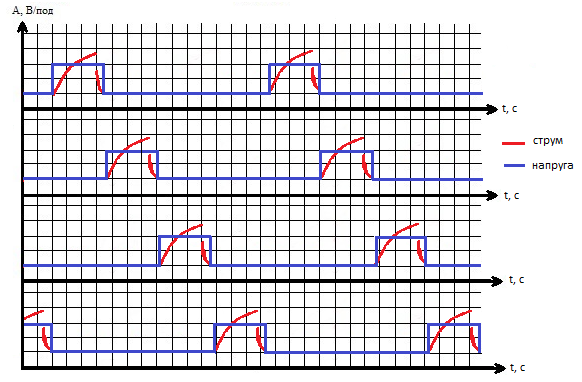 А, В/под
t, с
струм
напруга
t, с
t, с
t, с